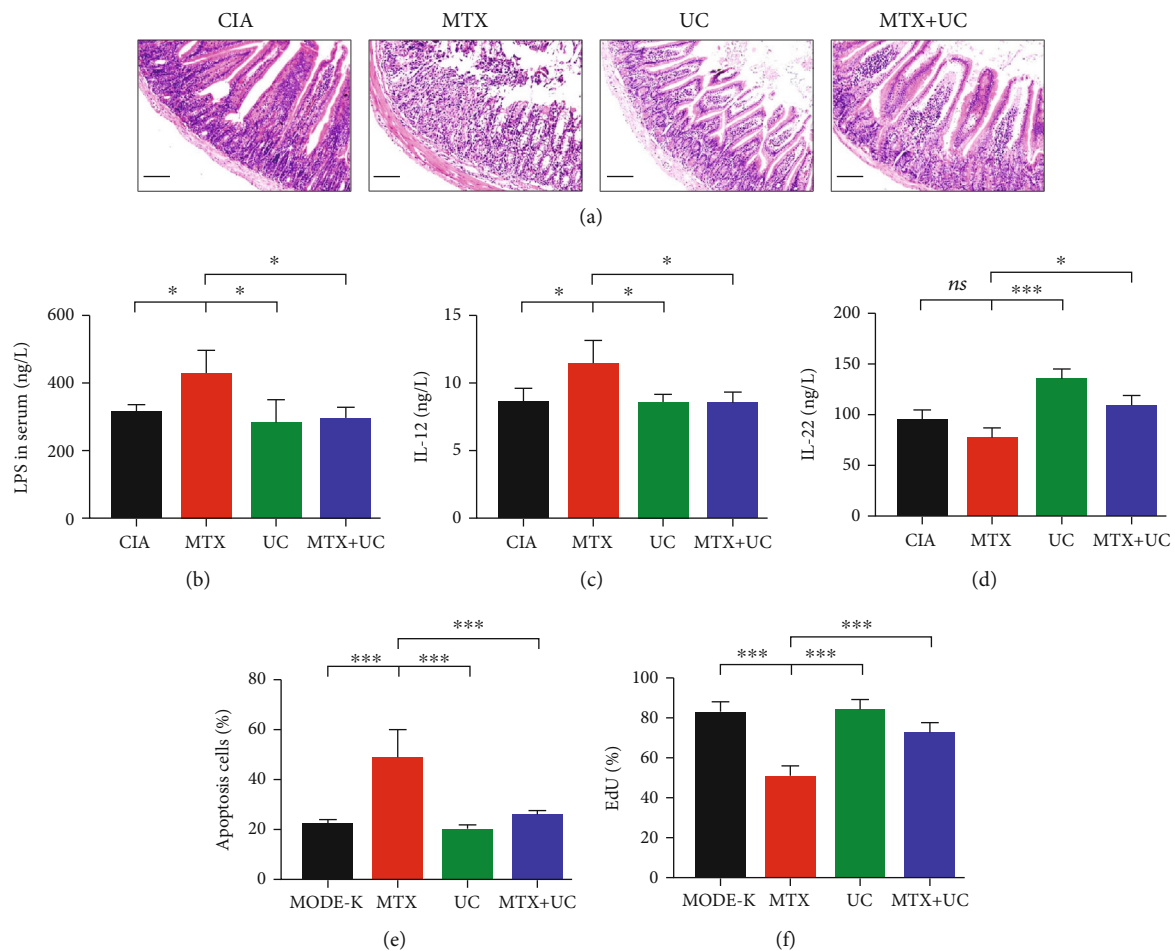 CIA MTX UC MTX+UC
(a)
* *
* * * *
ns ***
LPS in serum (ng/L)
600
400
200
0
CIA MTX UC MTX+UC
(b)
IL-12 (ng/L)
15
10
5
0
CIA MTX UC MTX+UC
(c)
*
IL-22 (ng/L)
200
150
100
50
0
CIA MTX UC MTX+UC
(d)
***
*** ***
Apoptosis cells (%)
80
60
40
20
0
MODE-K MTX UC MTX+UC
(e)
***
*** ***
EdU (%)
100
80
60
40
20
0
MODE-K MTX UC MTX+UC
(f)